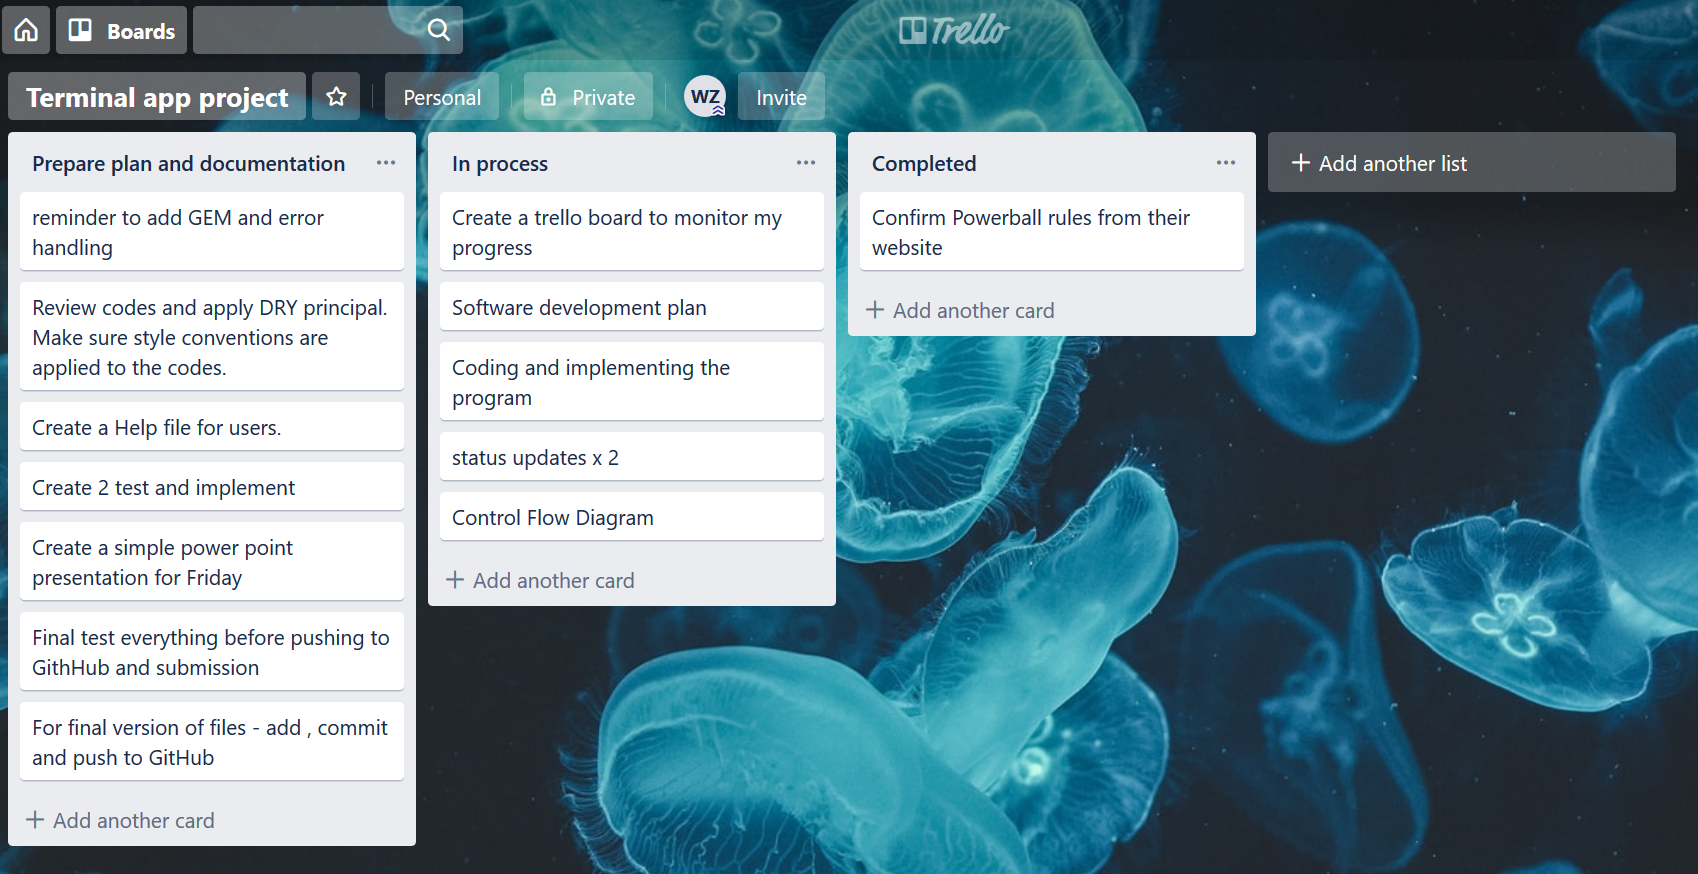 Boards
Trello
Terminal app project
Personal
Private
WZ
Invite
Prepare plan and documentation
reminder to add GEM and error
handling
Review codes and apply DRY principal.
Make sure style conventions are
applied to the codes.
Create a Help file for users.
Create 2 test and implement
Create a simple power point
presentation for Friday
Final test everything before pushing to
GithHub and submission
For final version of files - add , commit
and push to GitHub
+ Add another card
In process
Create a trello board to monitor my
progress
Software development plan
Coding and implementing the
program
status updates x 2
Control Flow Diagram
+ Add another card
Completed
Confirm Powerball rules from their
website
+ Add another card
+ Add another list